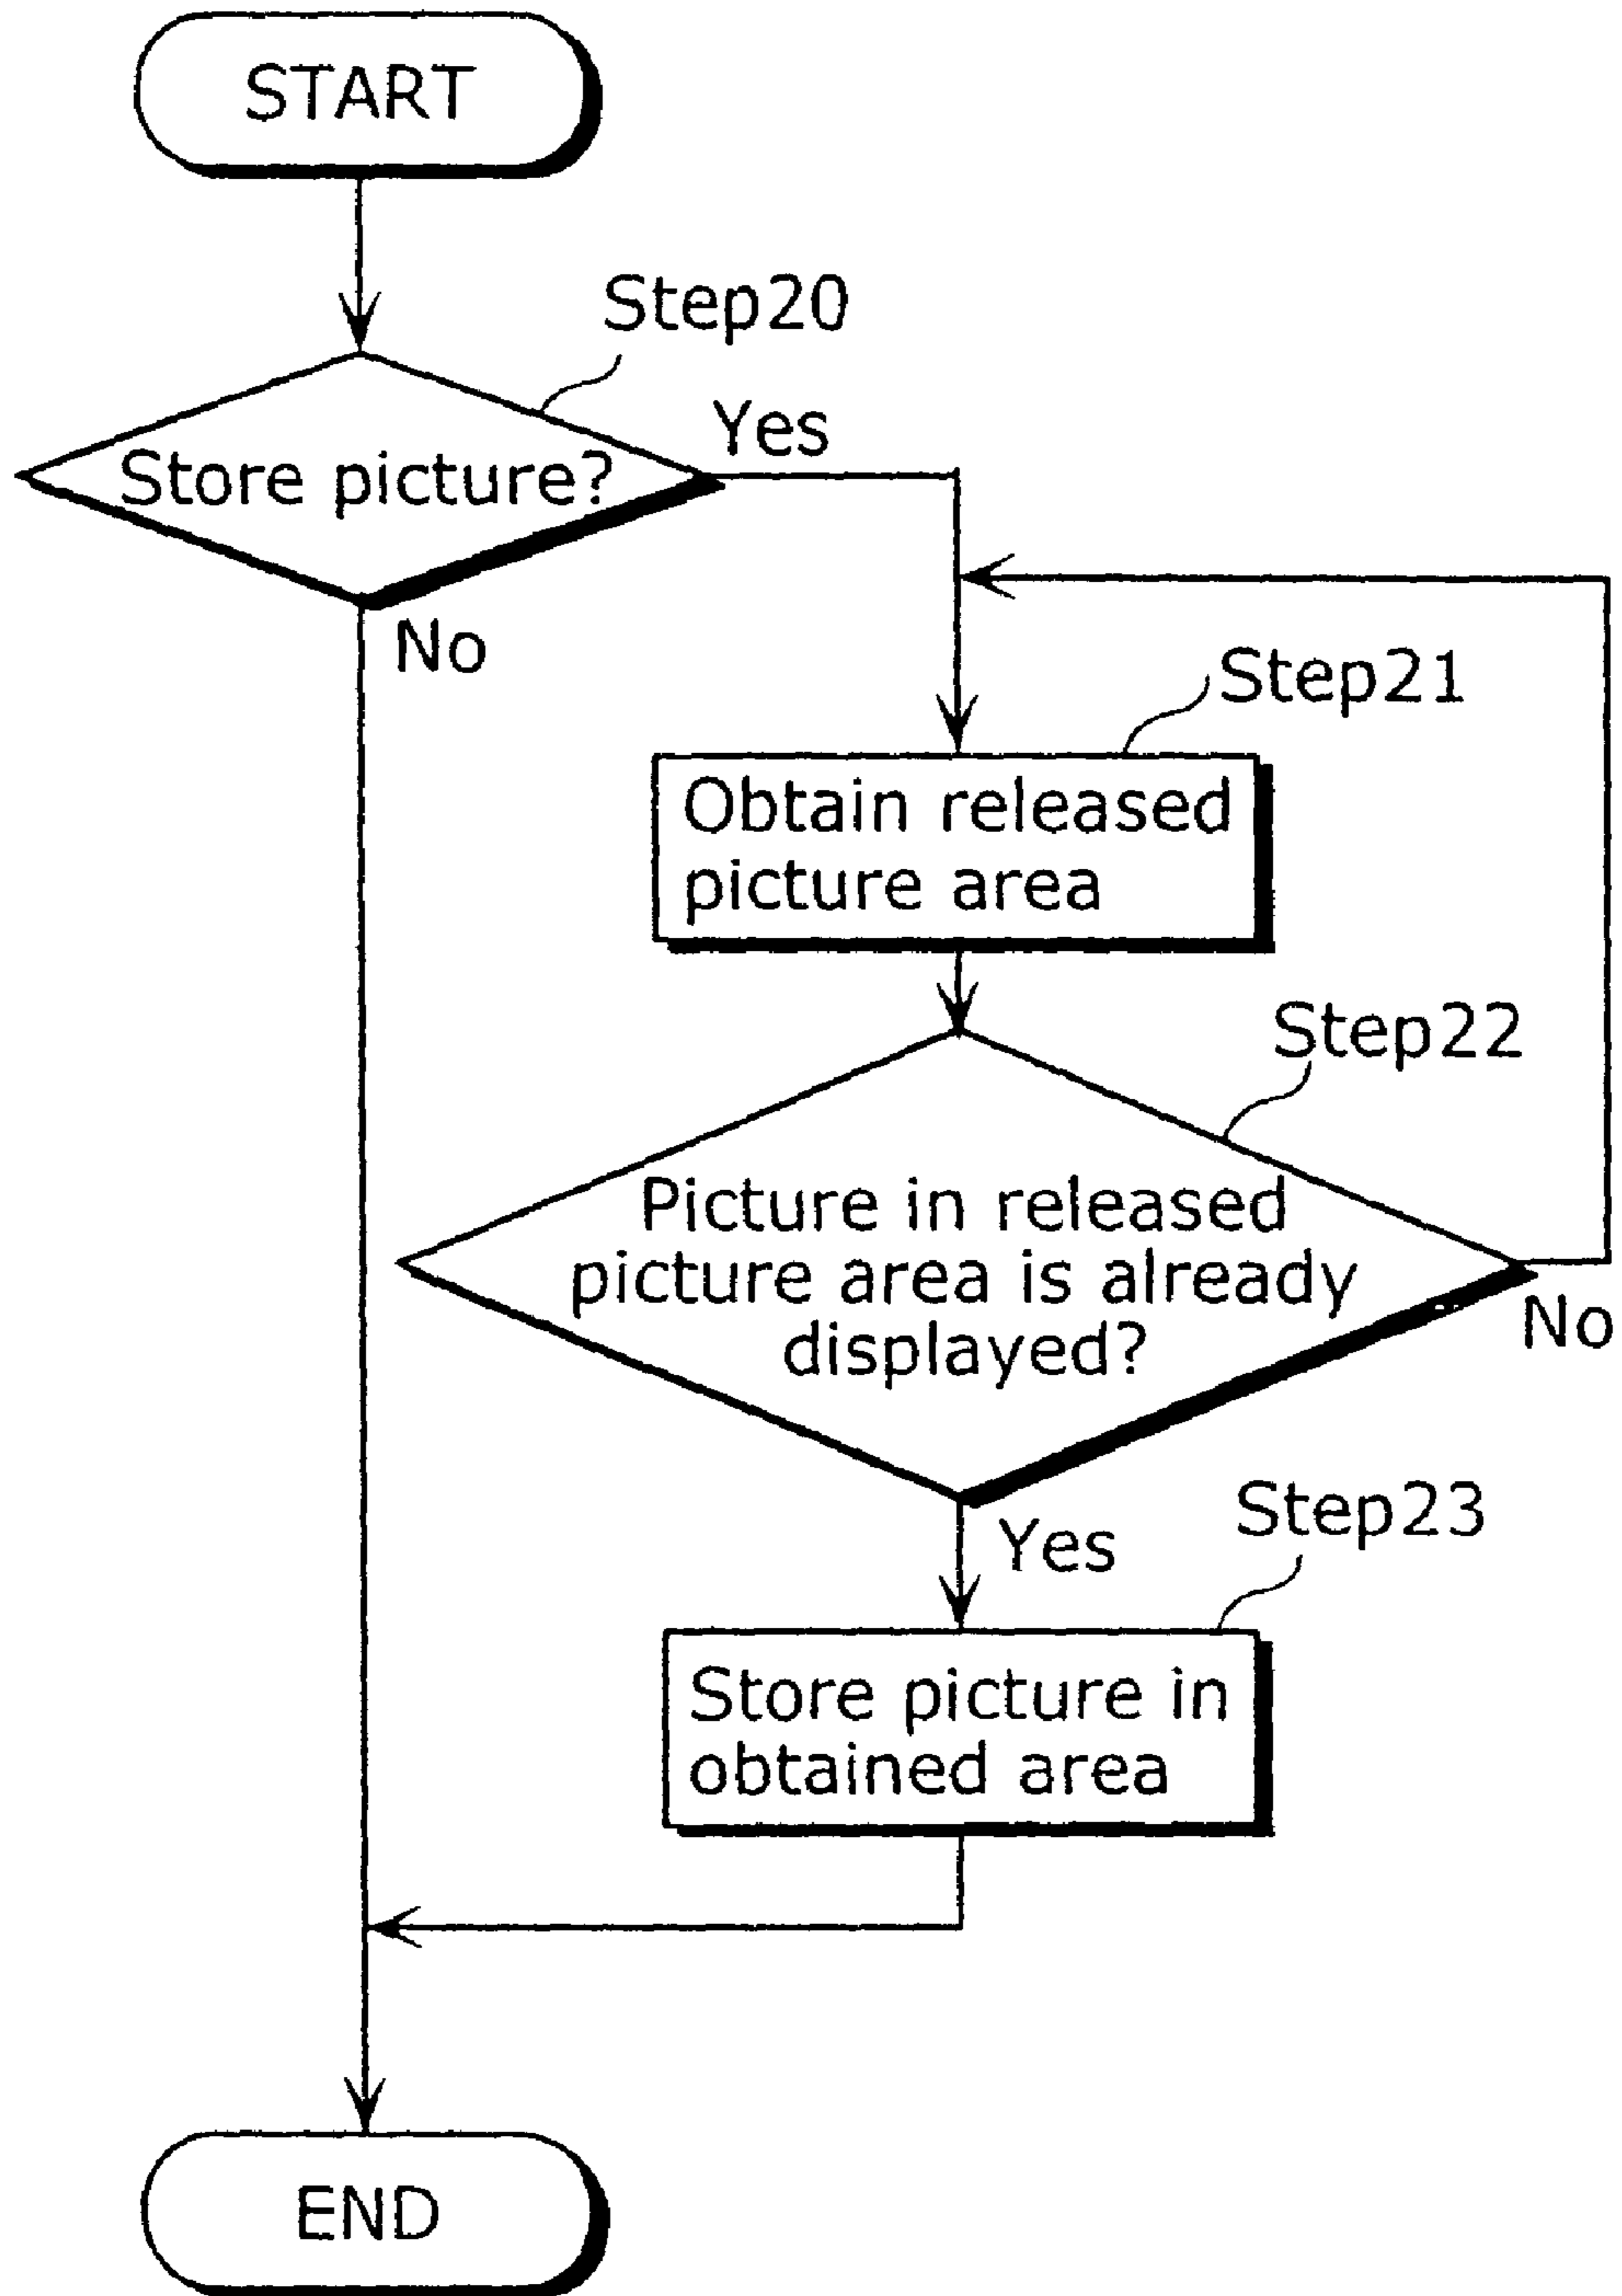 START
Step20
Yes
Store picture?
No
Step21
Obtain released
picture area
Step22
Picture in released
picture area is already
displayed?
No
Yes
Step23
Store picture in
obtained area
END